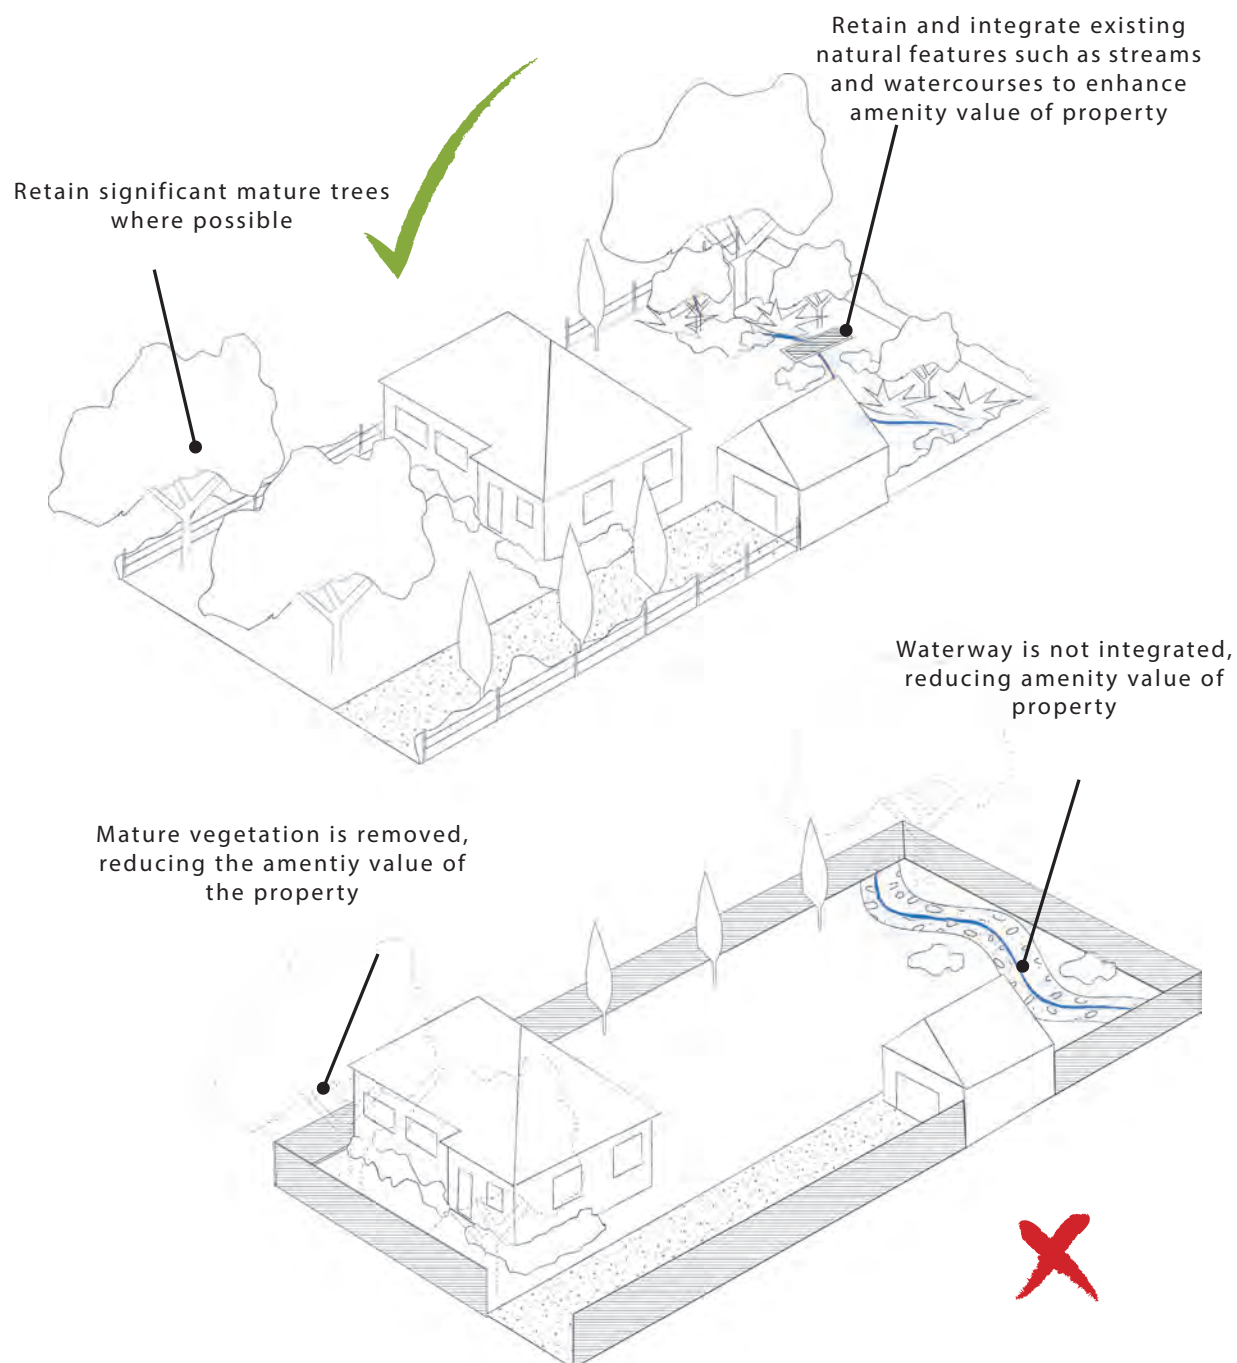 Retain and integrate existing
natural features such as streams
and watercourses to enhance
amenity value of property
Retain significant mature trees
where possible
Waterway is not integrated,
reducing amenity value of
property
Mature vegetation is removed,
reducing the amentiy value of
the property